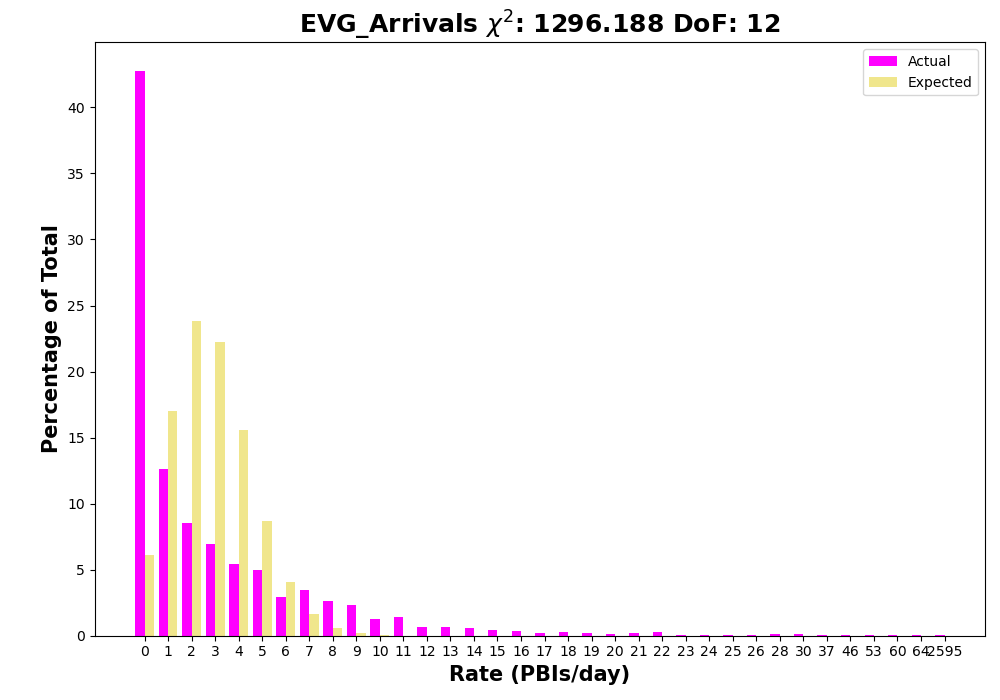 EVG_Arrivals χ²: 1296.188 DoF: 12
Actual
Expected
Percentage of Total
40
35
30
25
20
15
10
5
0
0 1 2 3 4 5 6 7 8 9 10 11 12 13 14 15 16 17 18 19 20 21 22 23 24 25 26 28 30 37 46 53 60 64 2595
Rate (PBIs/day)